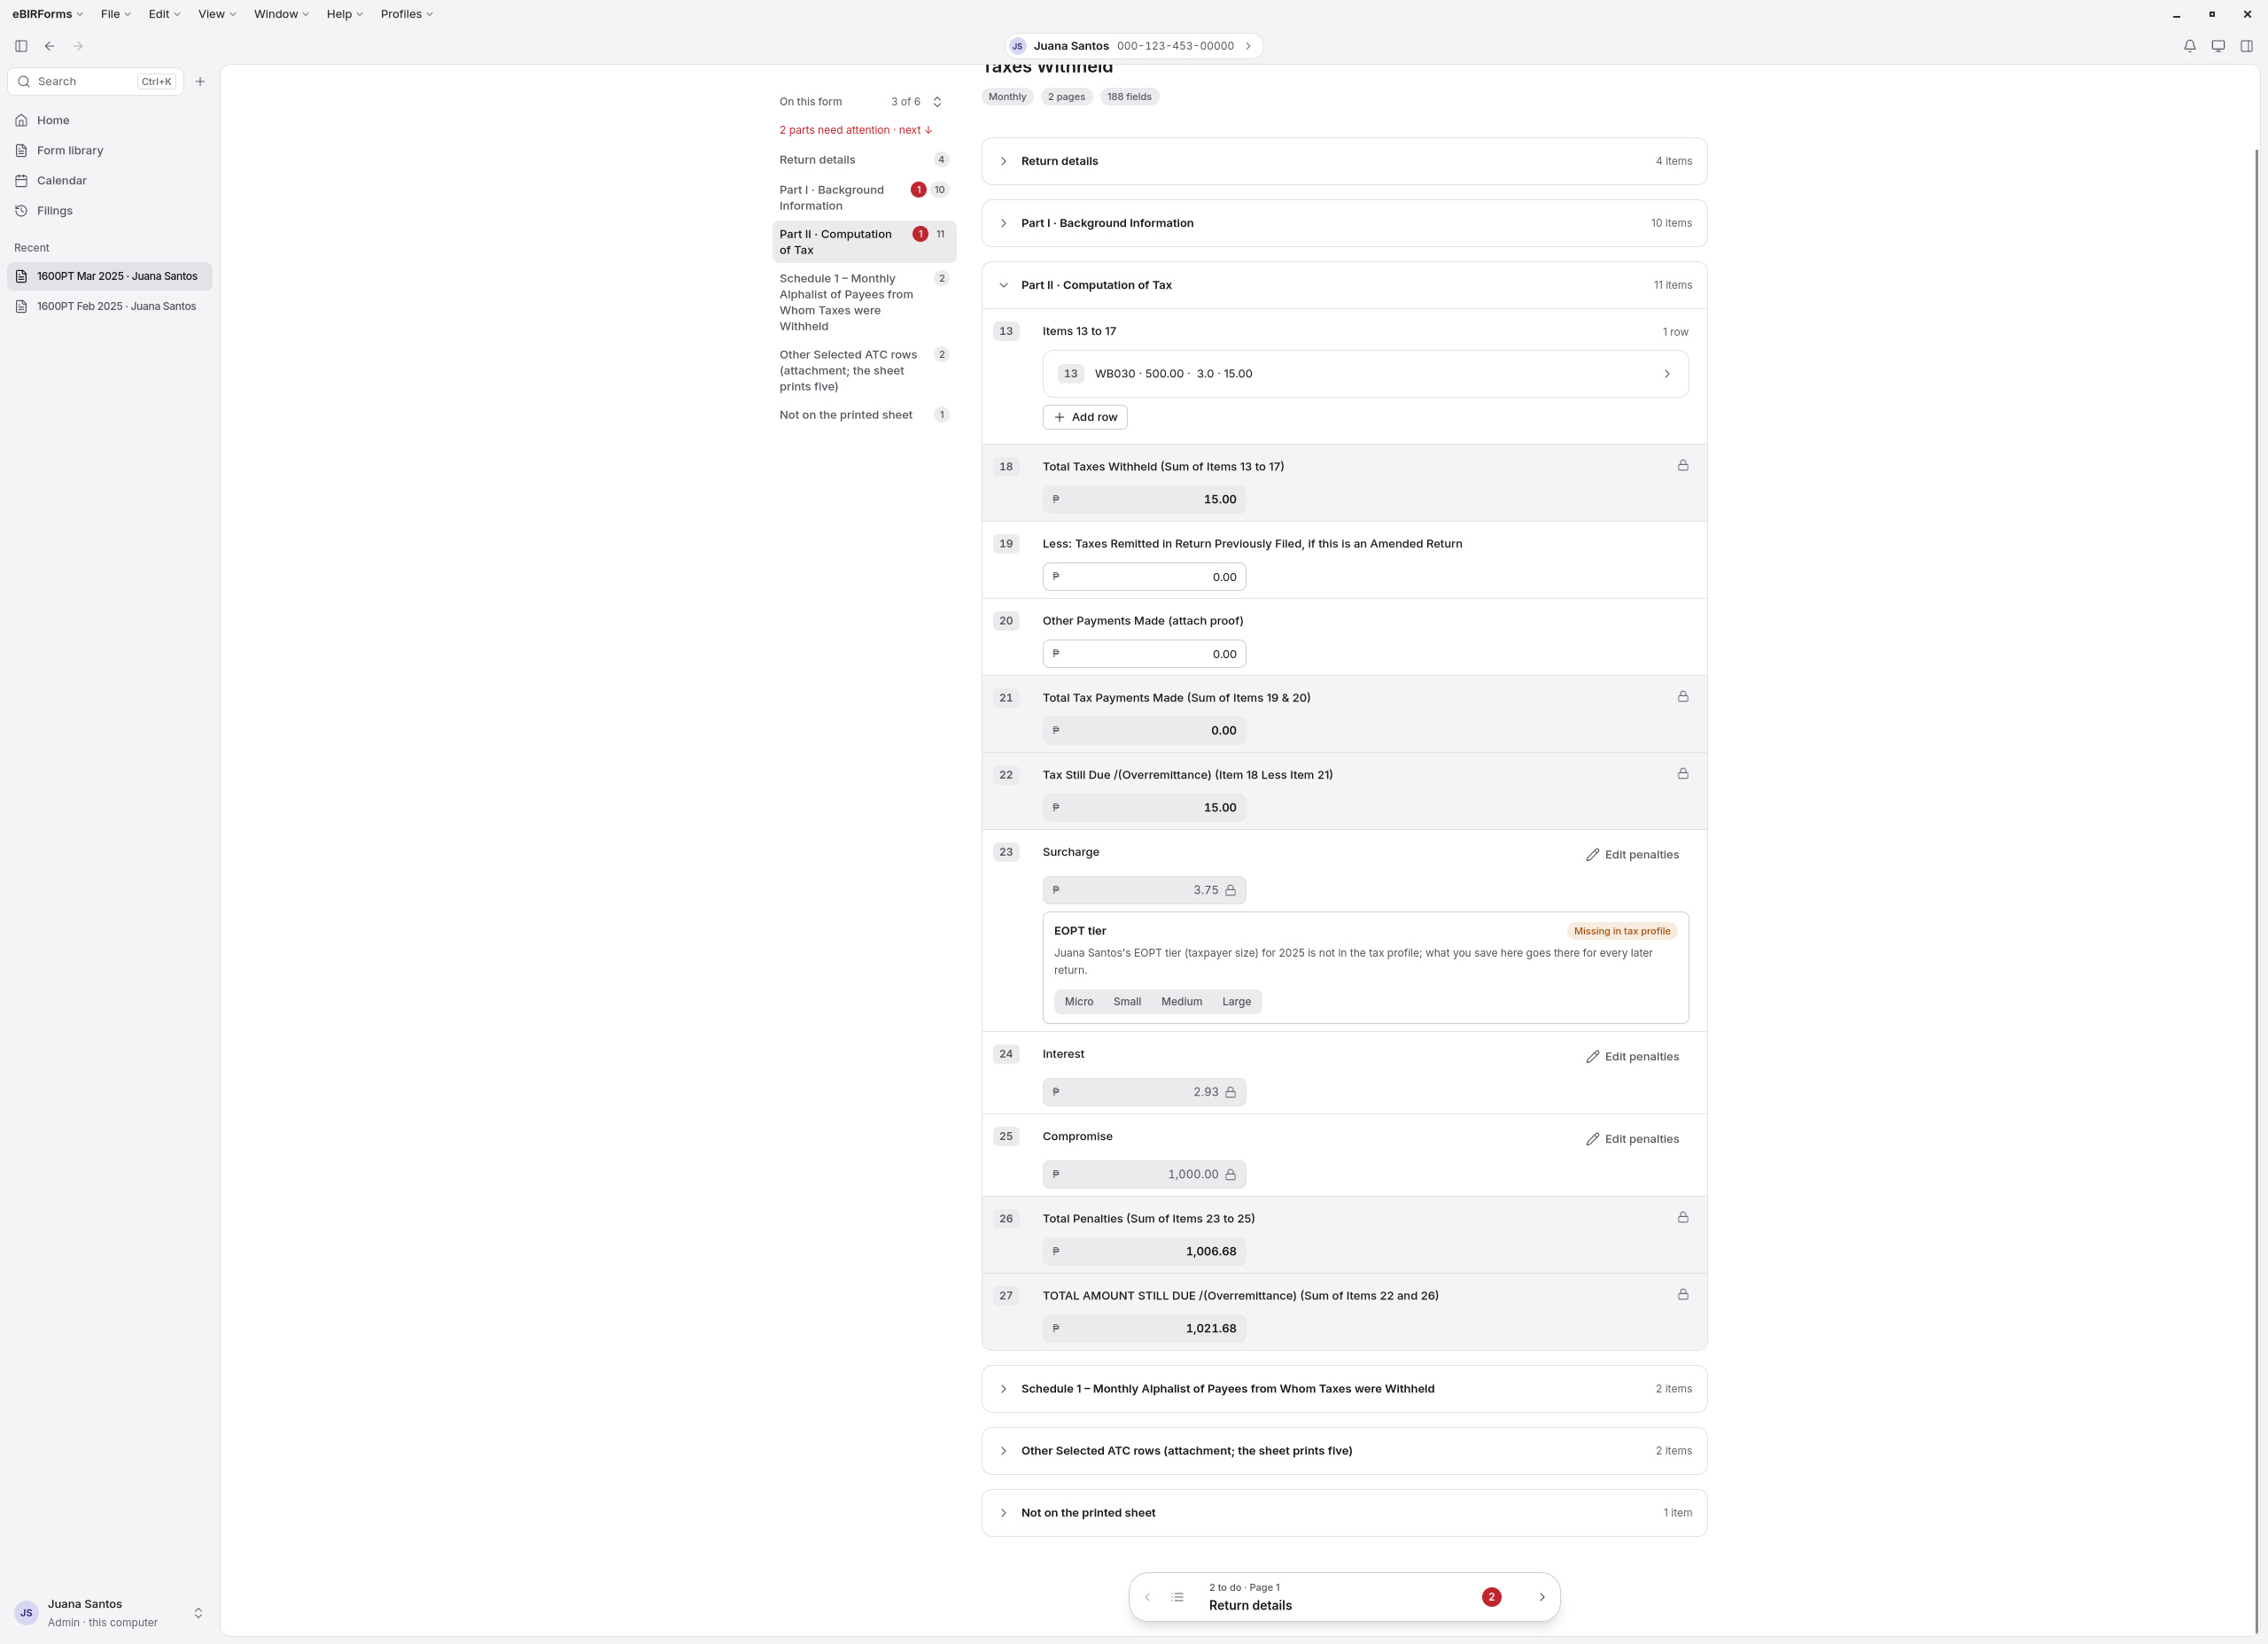 eBIRForms File Edit View Window Help Profiles
JS Juana Santos 000-123-453-00000
Search Ctrl+K
Home
Form library
Calendar
Filings
Recent
1600PT Mar 2025 · Juana Santos
1600PT Feb 2025 · Juana Santos
JS Juana Santos
Admin · this computer
On this form 3 of 6
2 parts need attention · next ↓
Return details 4
Part I · Background 1 10
Information
Part II · Computation 1 11
of Tax
Schedule 1 – Monthly 2
Alphalist of Payees from
Whom Taxes were
Withheld
Other Selected ATC rows 2
(attachment; the sheet
prints five)
Not on the printed sheet 1
Taxes Withheld
Monthly 2 pages 188 fields
Return details 4 items
Part I · Background Information 10 items
Part II · Computation of Tax 11 items
13 Items 13 to 17 1 row
13 WB030 · 500.00 · 3.0 · 15.00
Add row
18 Total Taxes Withheld (Sum of Items 13 to 17)
₱ 15.00
19 Less: Taxes Remitted in Return Previously Filed, if this is an Amended Return
₱ 0.00
20 Other Payments Made (attach proof)
₱ 0.00
21 Total Tax Payments Made (Sum of Items 19 & 20)
₱ 0.00
22 Tax Still Due /(Overremittance) (Item 18 Less Item 21)
₱ 15.00
23 Surcharge Edit penalties
₱ 3.75
EOPT tier Missing in tax profile
Juana Santos's EOPT tier (taxpayer size) for 2025 is not in the tax profile; what you save here goes there for every later
return.
Micro Small Medium Large
24 Interest Edit penalties
₱ 2.93
25 Compromise Edit penalties
₱ 1,000.00
26 Total Penalties (Sum of Items 23 to 25)
₱ 1,006.68
27 TOTAL AMOUNT STILL DUE /(Overremittance) (Sum of Items 22 and 26)
₱ 1,021.68
Schedule 1 – Monthly Alphalist of Payees from Whom Taxes were Withheld 2 items
Other Selected ATC rows (attachment; the sheet prints five) 2 items
Not on the printed sheet 1 item
2 to do · Page 1
Return details 2